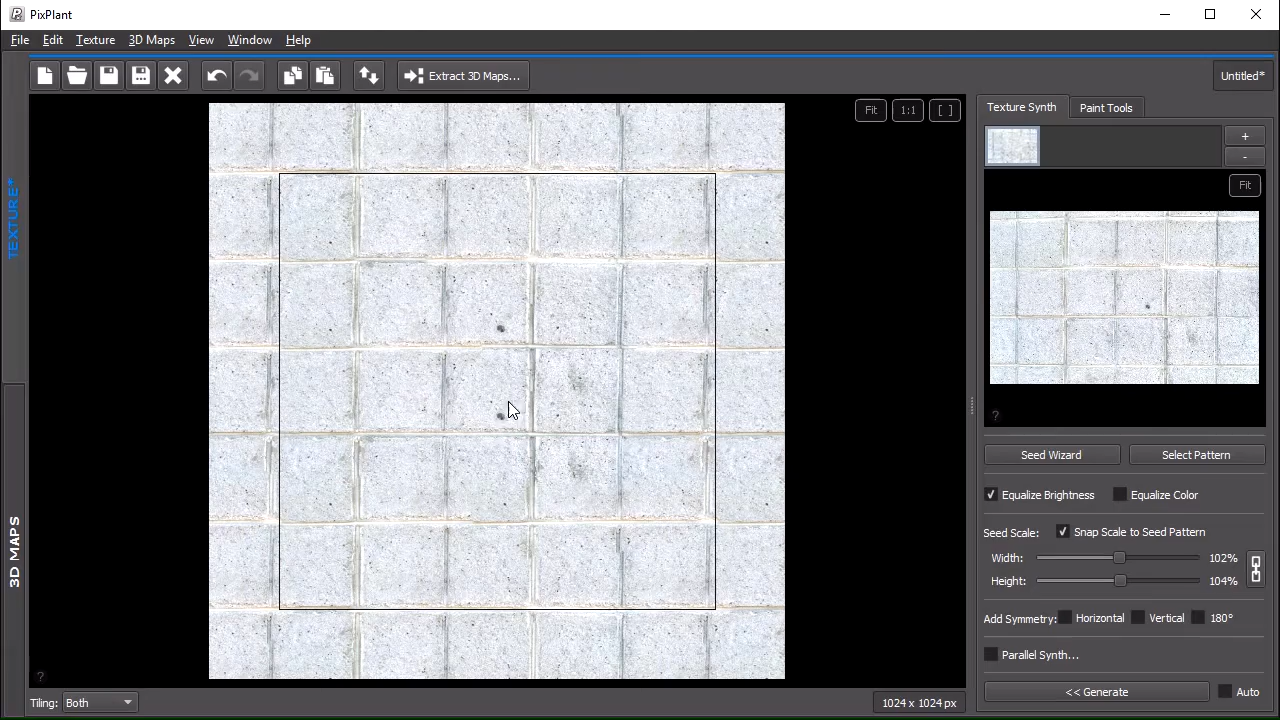 PixPlant
File Edit Texture 3D Maps View Window Help
Extract 3D Maps...
Untitled*
TEXTURE*
3D MAPS
Fit 1:1 [ ]
Texture Synth Paint Tools
+
-
Fit
?
Seed Wizard Select Pattern
Equalize Brightness Equalize Color
Seed Scale: Snap Scale to Seed Pattern
Width: 102%
Height: 104%
Add Symmetry: Horizontal Vertical 180°
Parallel Synth...
<< Generate Auto
?
Tiling: Both
1024 x 1024 px